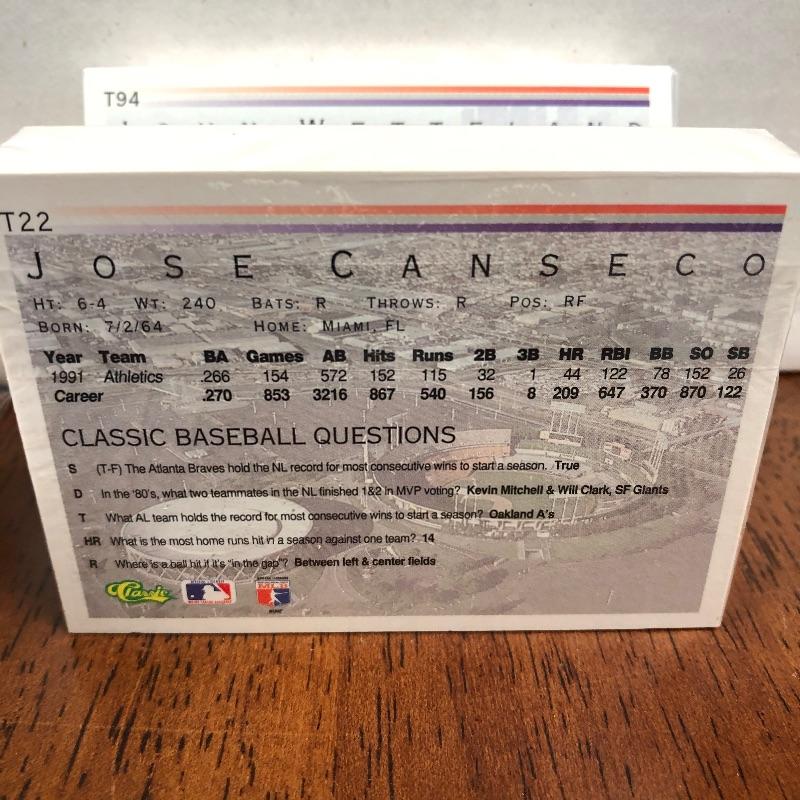 T94
JOHN WETTELAND
T22
JOSE CANSECO
HT: 6-4 WT: 240 BATS: R THROWS: R POS: RF
BORN: 7/2/64 HOME: MIAMI, FL
Year Team BA Games AB Hits Runs 2B 3B HR RBI BB SO SB
1991 Athletics .266 154 572 152 115 32 1 44 122 78 152 26
Career .270 853 3216 867 540 156 8 209 647 370 870 122
CLASSIC BASEBALL QUESTIONS
S (T-F) The Atlanta Braves hold the NL record for most consecutive wins to start a season. True
D In the '80's, what two teammates in the NL finished 1&2 in MVP voting? Kevin Mitchell & Will Clark, SF Giants
T What AL team holds the record for most consecutive wins to start a season? Oakland A's
HR What is the most home runs hit in a season against one team? 14
R Where is a ball hit if it's "in the gap"? Between left & center fields
Classic